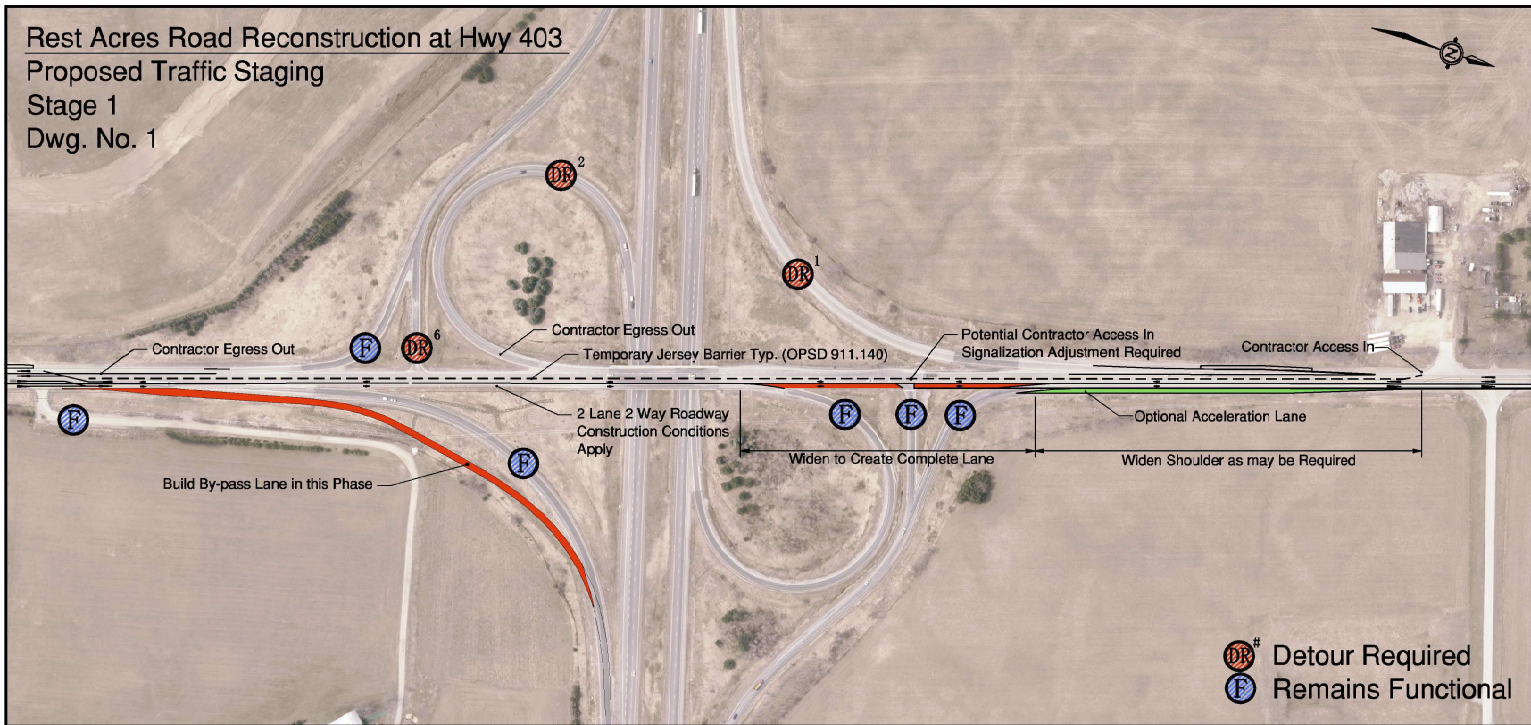 Rest Acres Road Reconstruction at Hwy 403
Proposed Traffic Staging
Stage 1
Dwg. No. 1
N
DR 2
DR 1
F
DR 6
Contractor Egress Out
Contractor Egress Out
Temporary Jersey Barrier Typ. (OPSD 911.140)
Potential Contractor Access In
Signalization Adjustment Required
Contractor Access In
F
2 Lane 2 Way Roadway
Construction Conditions
Apply
F
F
F
Optional Acceleration Lane
F
Widen to Create Complete Lane
Widen Shoulder as may be Required
Build By-pass Lane in this Phase
DR # Detour Required
F Remains Functional